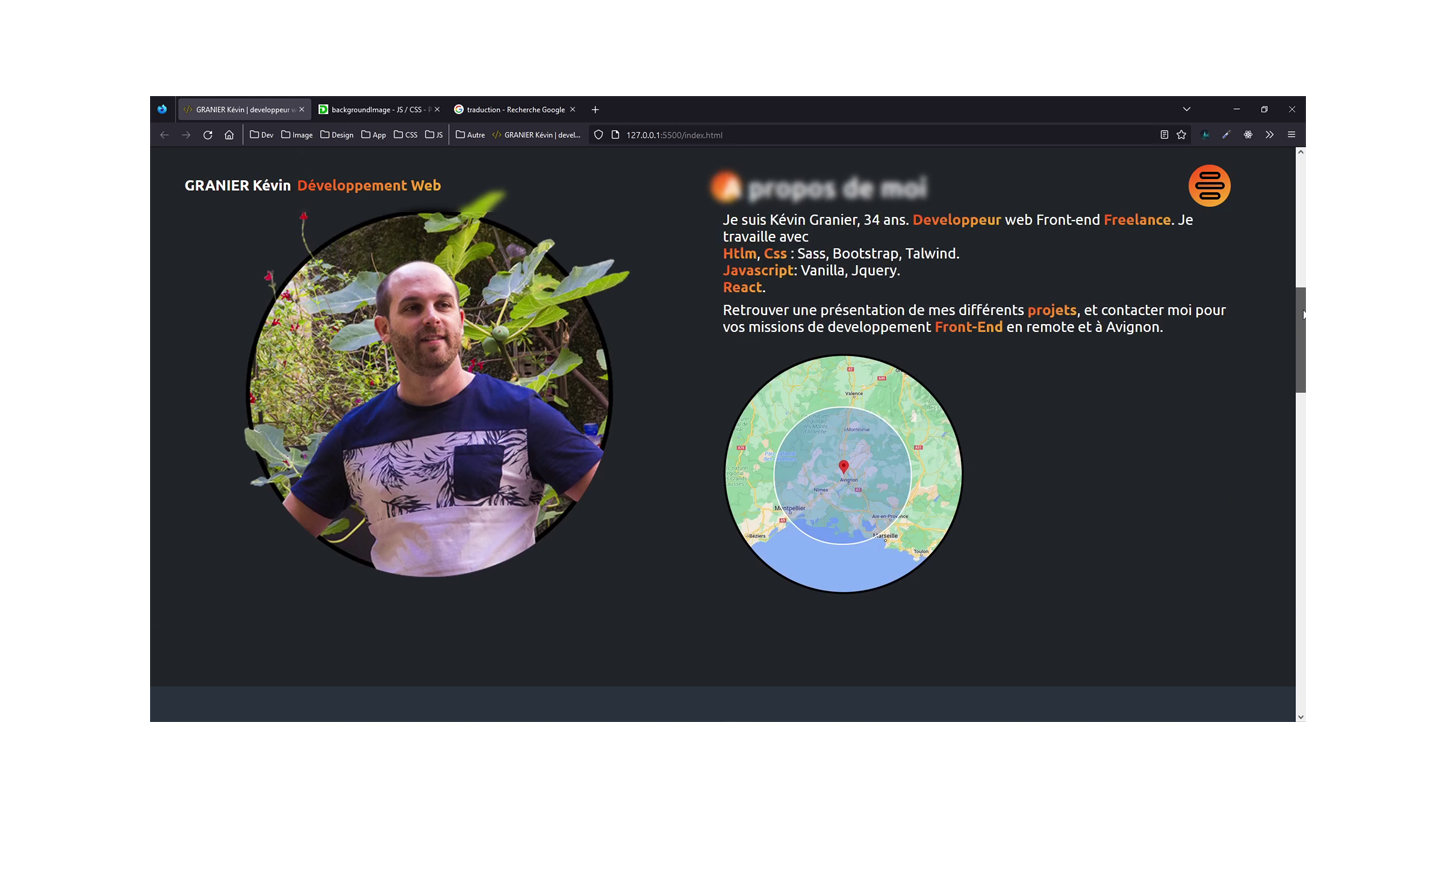 GRANIER Kévin | developpeur w
backgroundImage - JS / CSS -
traduction - Recherche Google
Dev
Image
Design
App
CSS
JS
Autre
GRANIER Kévin | devel...
127.0.0.1:5500/index.html
GRANIER Kévin Développement Web
A propos de moi
Je suis Kévin Granier, 34 ans. Developpeur web Front-end Freelance. Je
travaille avec
Htlm, Css : Sass, Bootstrap, Talwind.
Javascript: Vanilla, Jquery.
React.
Retrouver une présentation de mes différents projets, et contacter moi pour
vos missions de developpement Front-End en remote et à Avignon.
Valence
Montélimar
Avignon
Nîmes
Montpellier
Aix-en-Provence
Béziers
Marseille
Toulon